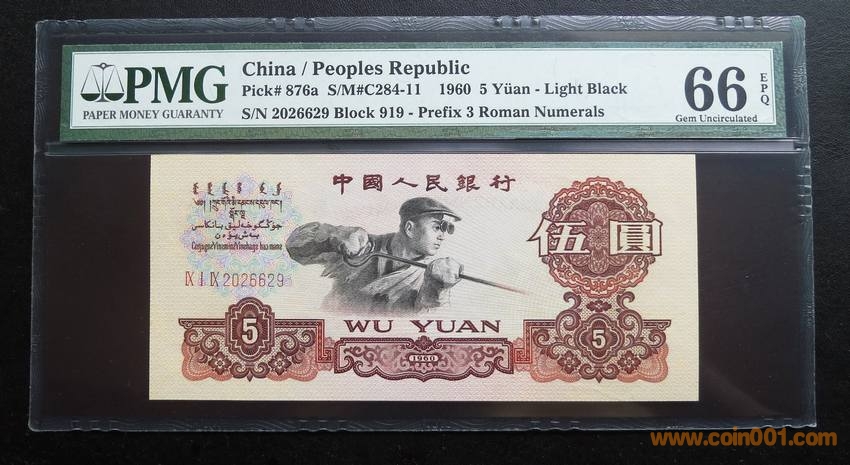 PMG
PAPER MONEY GUARANTY
China / Peoples Republic
Pick# 876a S/M#C284-11 1960 5 Yüan - Light Black
S/N 2026629 Block 919 - Prefix 3 Roman Numerals
66 EPQ
Gem Uncirculated
中國人民銀行
伍圓
IX I IX 2026629
5
WU YUAN
5
1960
www.coin001.com